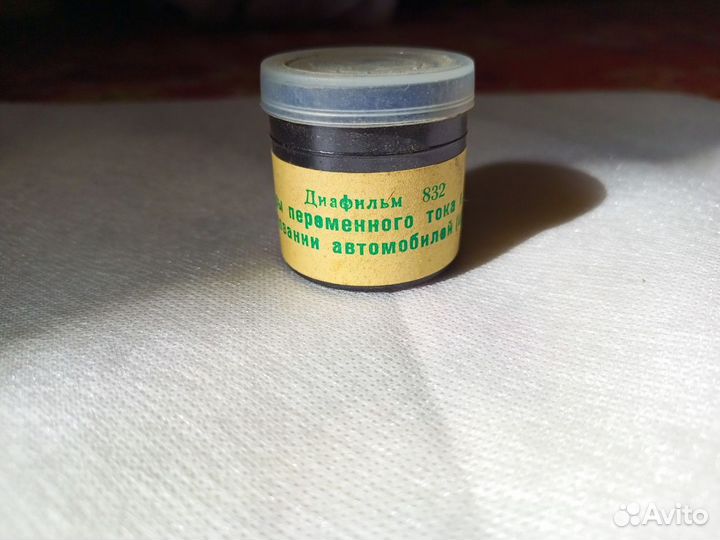 Диафильм 832
переменного тока
автомобилей
Avito